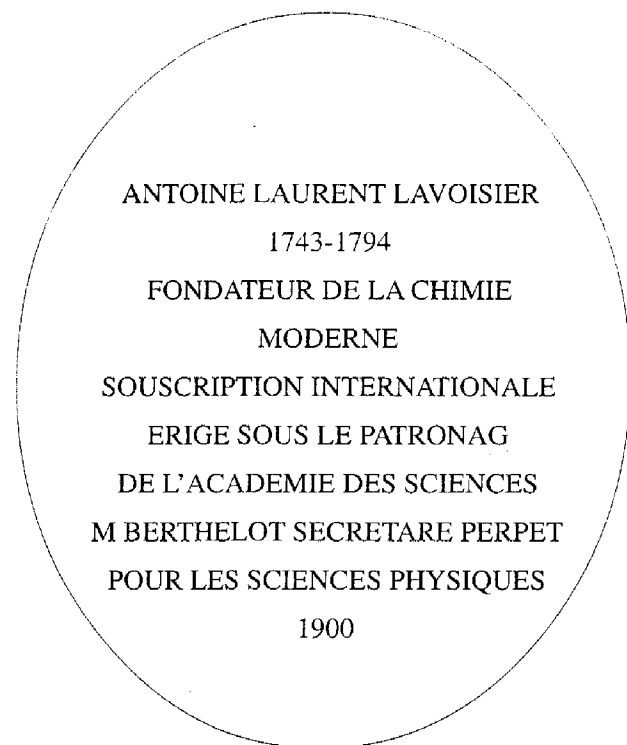 ANTOINE LAURENT LAVOISIER
1743-1794
FONDATEUR DE LA CHIMIE
MODERNE
SOUSCRIPTION INTERNATIONALE
ERIGE SOUS LE PATRONAG
DE L'ACADEMIE DES SCIENCES
M BERTHELOT SECRETARE PERPET
POUR LES SCIENCES PHYSIQUES
1900